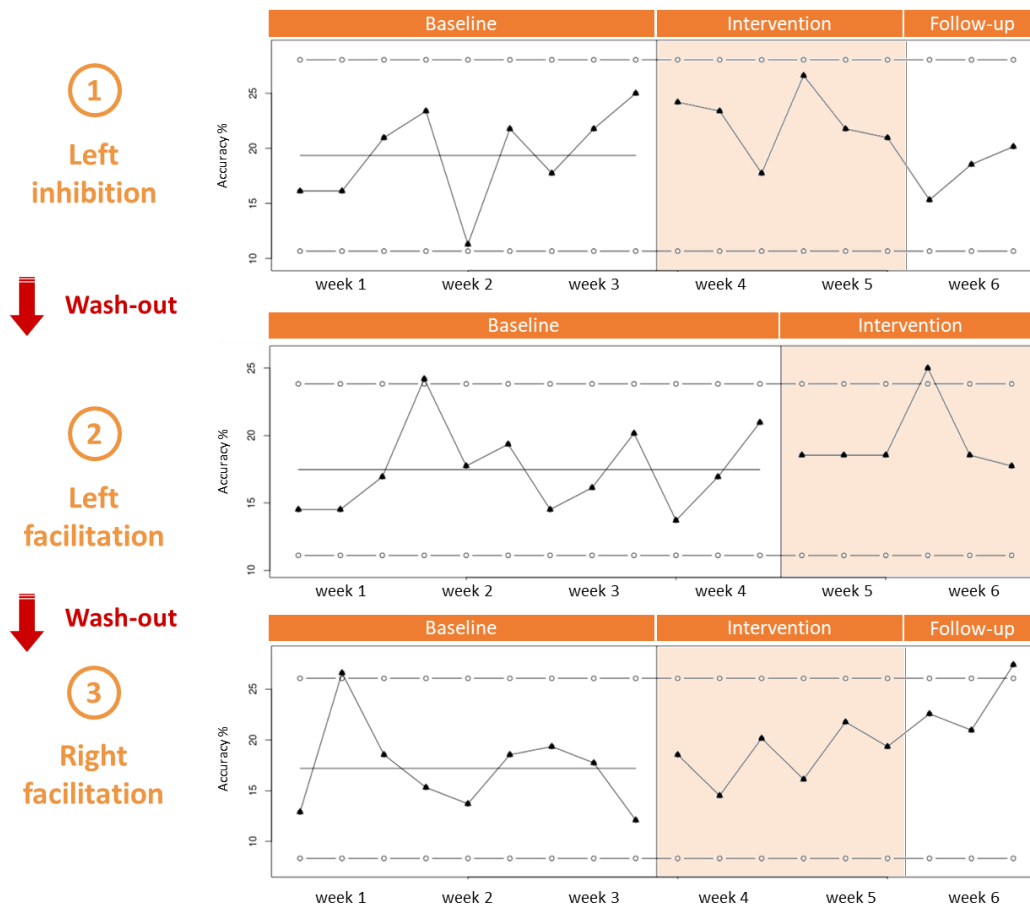 Baseline Intervention Follow-up
1
Left
inhibition
Accuracy %
25
20
15
10
week 1 week 2 week 3 week 4 week 5 week 6
Wash-out
Baseline Intervention
2
Left
facilitation
Accuracy %
25
20
15
10
week 1 week 2 week 3 week 4 week 5 week 6
Wash-out
Baseline Intervention Follow-up
3
Right
facilitation
Accuracy %
25
20
15
10
week 1 week 2 week 3 week 4 week 5 week 6